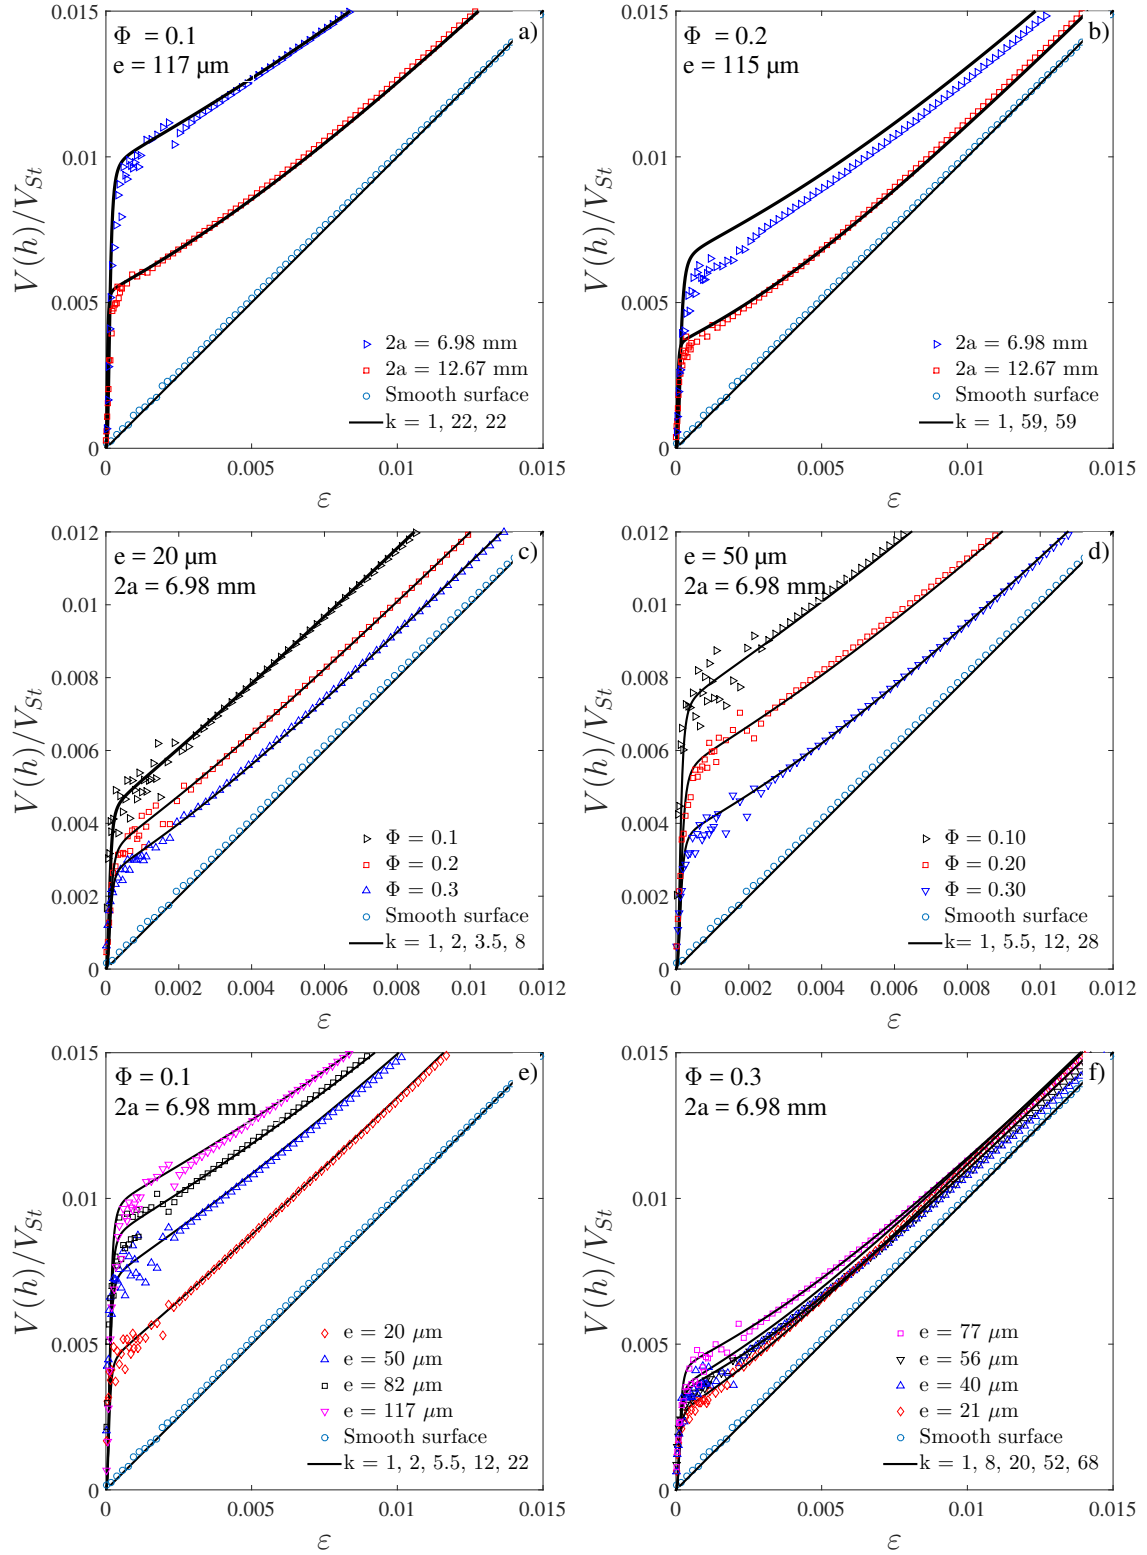 0.015
0.01
0.005
0
V(h)/V_St
Φ = 0.1
e = 117 µm
a)
2a = 6.98 mm
2a = 12.67 mm
Smooth surface
k = 1, 22, 22
0 0.005 0.01 0.015
ε
0.015
0.01
0.005
0
V(h)/V_St
Φ = 0.2
e = 115 µm
b)
2a = 6.98 mm
2a = 12.67 mm
Smooth surface
k = 1, 59, 59
0 0.005 0.01 0.015
ε
0.012
0.01
0.008
0.006
0.004
0.002
0
V(h)/V_St
e = 20 µm
2a = 6.98 mm
c)
Φ = 0.1
Φ = 0.2
Φ = 0.3
Smooth surface
k = 1, 2, 3.5, 8
0 0.002 0.004 0.006 0.008 0.01 0.012
ε
0.012
0.01
0.008
0.006
0.004
0.002
0
V(h)/V_St
e = 50 µm
2a = 6.98 mm
d)
Φ = 0.10
Φ = 0.20
Φ = 0.30
Smooth surface
k= 1, 5.5, 12, 28
0 0.002 0.004 0.006 0.008 0.01 0.012
ε
0.015
0.01
0.005
0
V(h)/V_St
Φ = 0.1
2a = 6.98 mm
e)
e = 20 µm
e = 50 µm
e = 82 µm
e = 117 µm
Smooth surface
k = 1, 2, 5.5, 12, 22
0 0.005 0.01 0.015
ε
0.015
0.01
0.005
0
V(h)/V_St
Φ = 0.3
2a = 6.98 mm
f)
e = 77 µm
e = 56 µm
e = 40 µm
e = 21 µm
Smooth surface
k = 1, 8, 20, 52, 68
0 0.005 0.01 0.015
ε